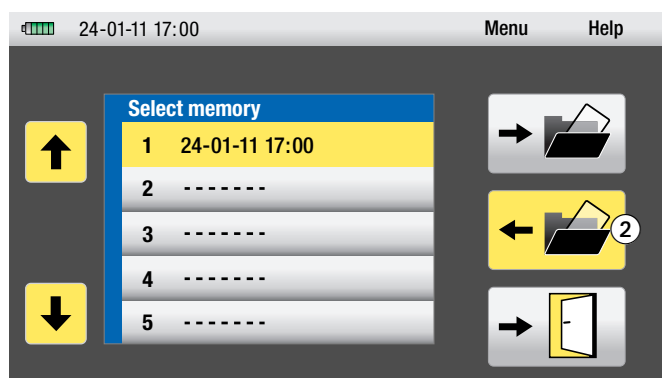 24-01-11 17:00 Menu Help
Select memory
1 24-01-11 17:00
2 -------
3 -------
4 -------
5 -------
2